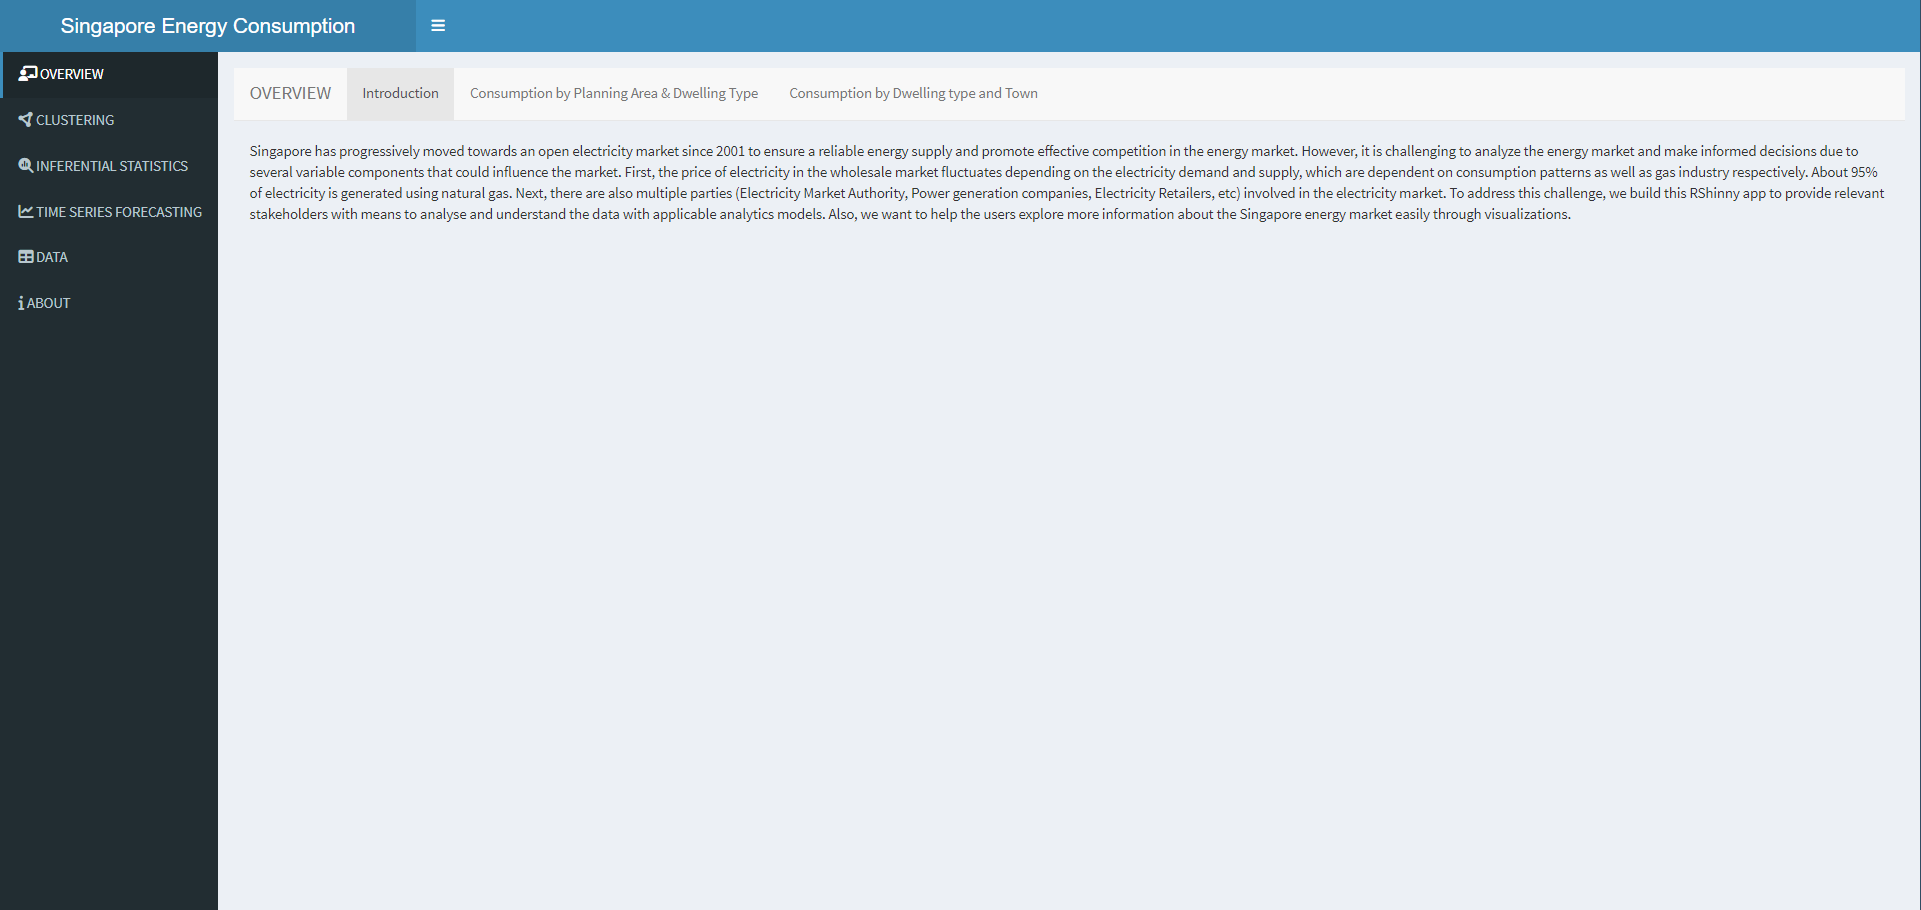 Singapore Energy Consumption
OVERVIEW
CLUSTERING
INFERENTIAL STATISTICS
TIME SERIES FORECASTING
DATA
ABOUT
OVERVIEW Introduction Consumption by Planning Area & Dwelling Type Consumption by Dwelling type and Town
Singapore has progressively moved towards an open electricity market since 2001 to ensure a reliable energy supply and promote effective competition in the energy market. However, it is challenging to analyze the energy market and make informed decisions due to
several variable components that could influence the market. First, the price of electricity in the wholesale market fluctuates depending on the electricity demand and supply, which are dependent on consumption patterns as well as gas industry respectively. About 95%
of electricity is generated using natural gas. Next, there are also multiple parties (Electricity Market Authority, Power generation companies, Electricity Retailers, etc) involved in the electricity market. To address this challenge, we build this RShinny app to provide relevant
stakeholders with means to analyse and understand the data with applicable analytics models. Also, we want to help the users explore more information about the Singapore energy market easily through visualizations.